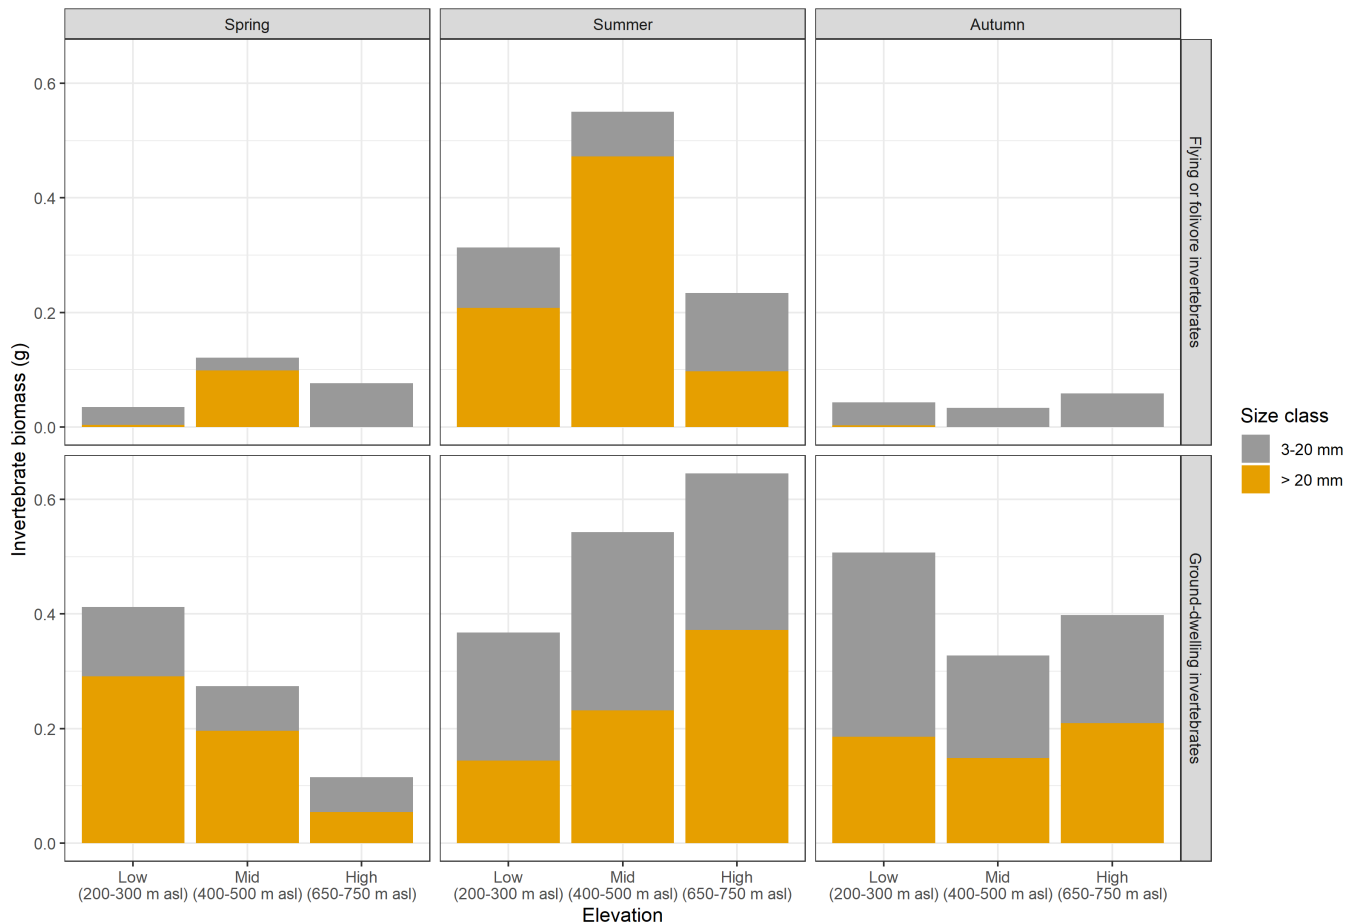 Spring
Summer
Autumn
0.6
0.4
0.2
0.0
Flying or folivore invertebrates
Invertebrate biomass (g)
0.6
0.4
0.2
0.0
Ground-dwelling invertebrates
Size class
3-20 mm
> 20 mm
Low Mid High Low Mid High Low Mid High
(200-300 m asl) (400-500 m asl) (650-750 m asl) (200-300 m asl) (400-500 m asl) (650-750 m asl) (200-300 m asl) (400-500 m asl) (650-750 m asl)
Elevation